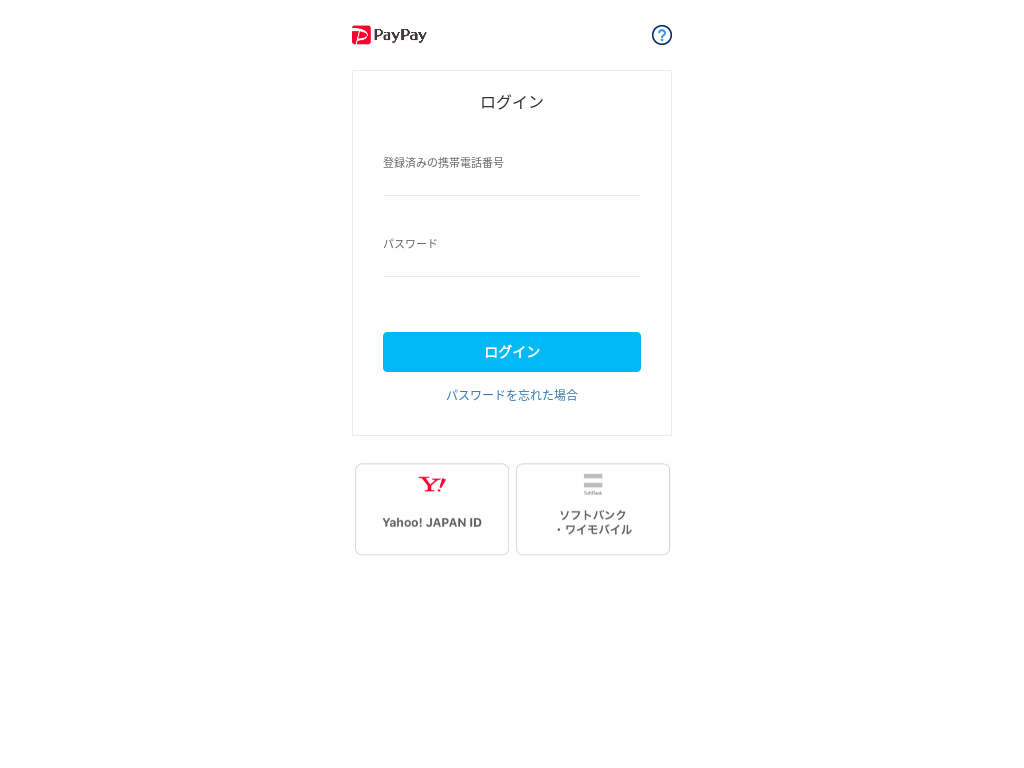 PayPay
?
ログイン
登録済みの携帯電話番号
パスワード
ログイン
パスワードを忘れた場合
Y!
SoftBank
Yahoo! JAPAN ID
ソフトバンク
・ワイモバイル